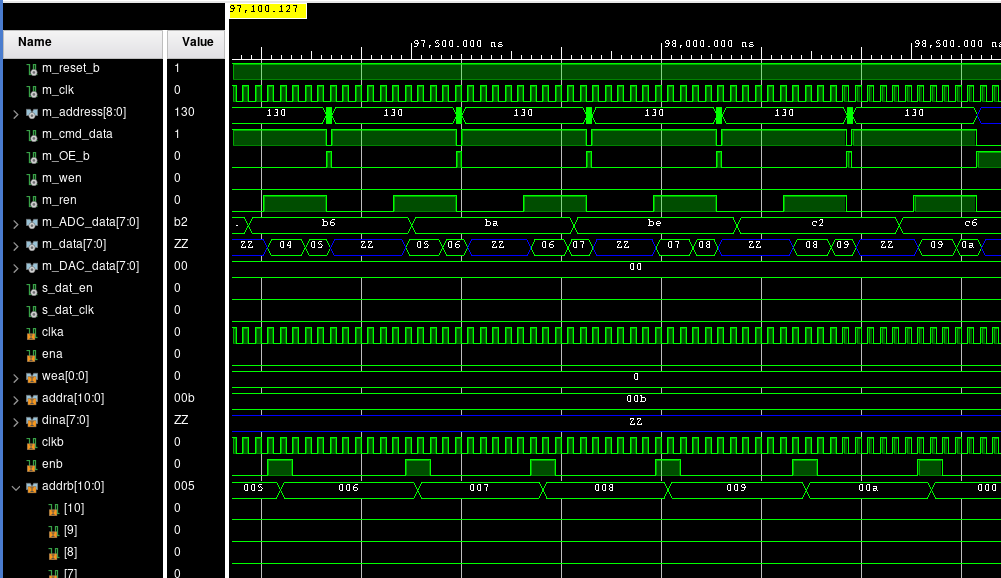 97,100.127
Name Value
97,500.000 ns 98,000.000 ns 98,500.000 ns
m_reset_b 1
m_clk 0
m_address[8:0] 130 130 130 130 130 130 130
m_cmd_data 1
m_OE_b 0
m_wen 0
m_ren 0
m_ADC_data[7:0] b2 . b6 ba be c2 c6
m_data[7:0] ZZ ZZ 04 05 ZZ 05 06 ZZ 06 07 ZZ 07 08 ZZ 08 09 ZZ 09 0a
m_DAC_data[7:0] 00 00
s_dat_en 0
s_dat_clk 0
clka 0
ena 0
wea[0:0] 0 0
addra[10:0] 00b 00b
dina[7:0] ZZ ZZ
clkb 0
enb 0
addrb[10:0] 005 005 006 007 008 009 00a 000
[10] 0
[9] 0
[8] 0
[7] 0